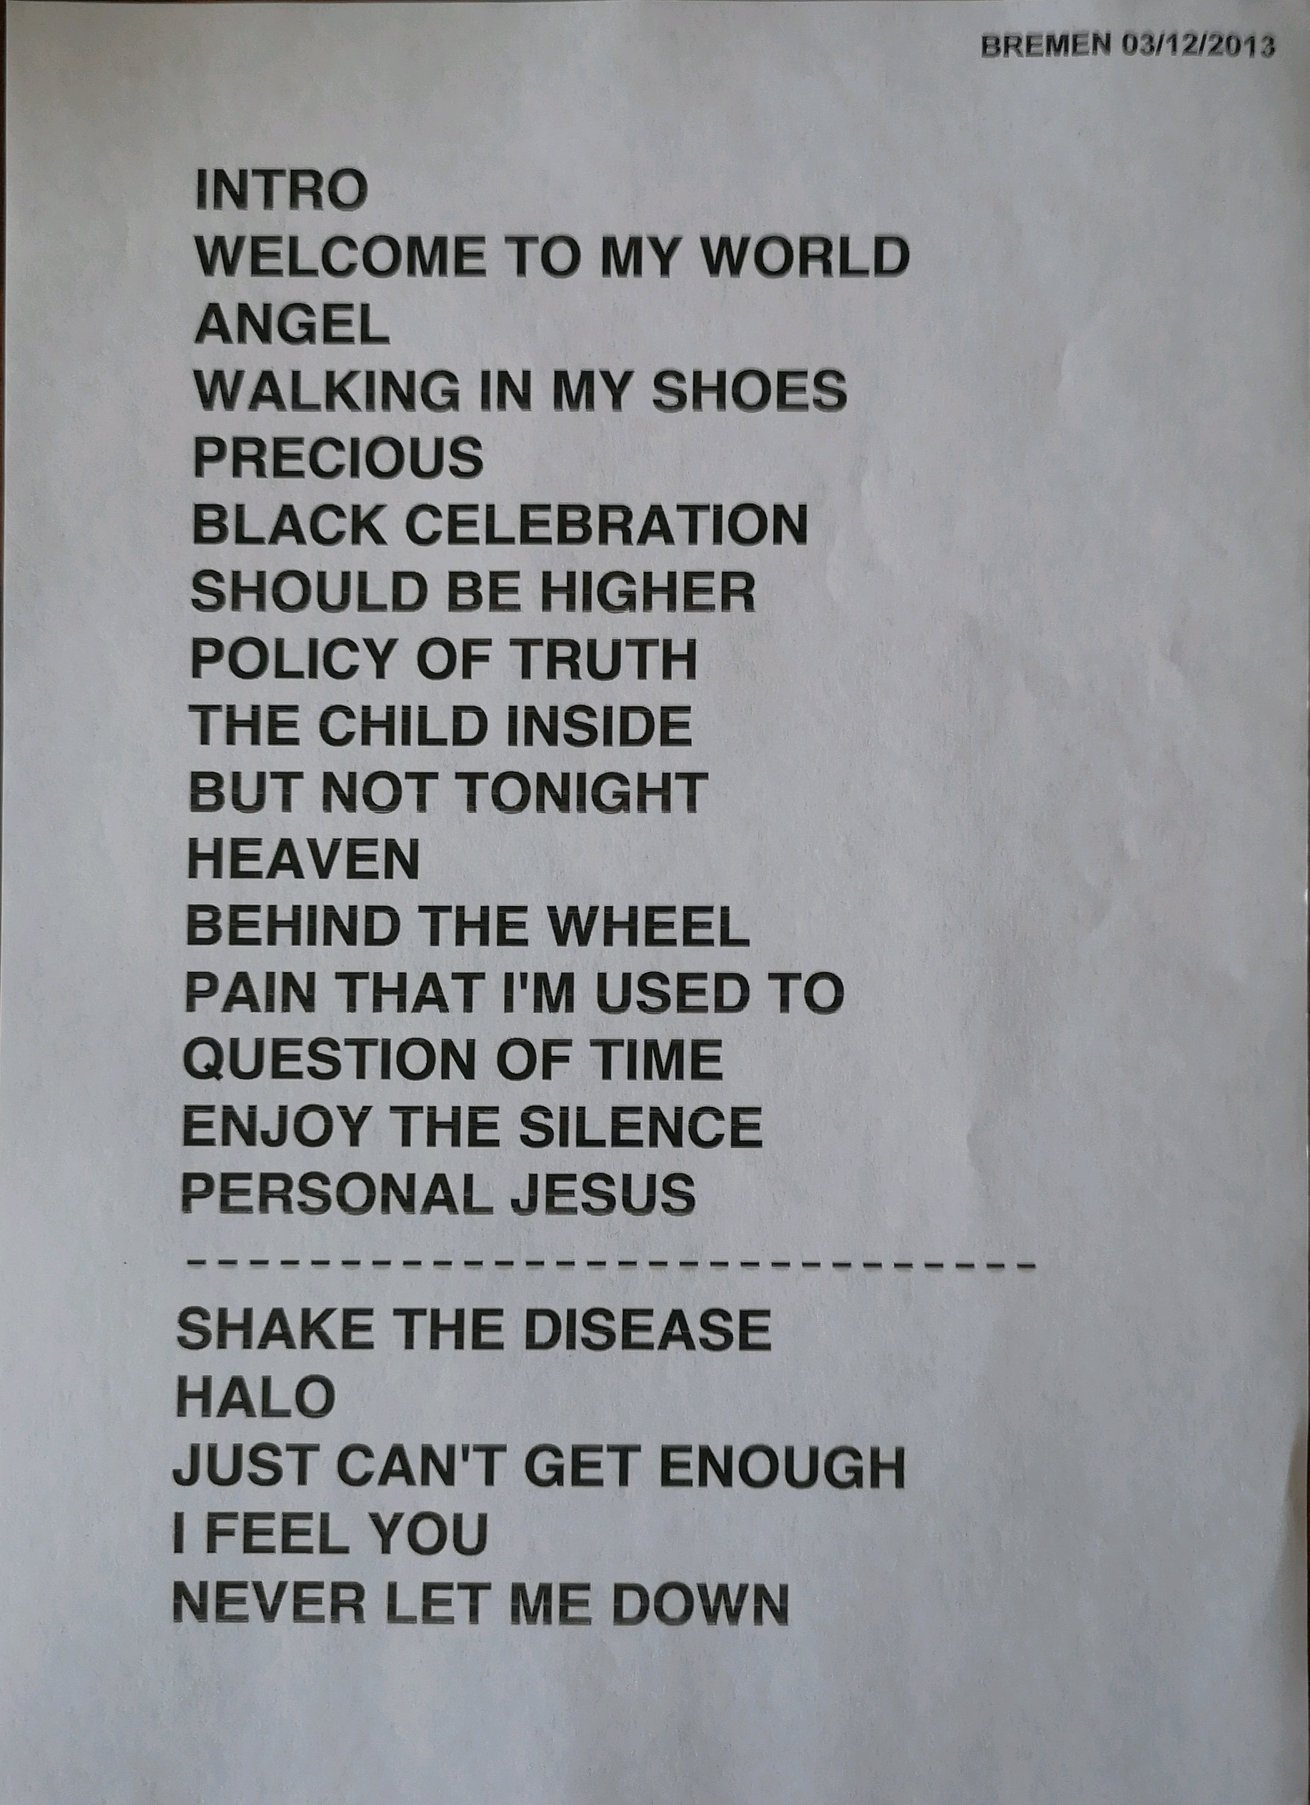 BREMEN 03/12/2013
INTRO
WELCOME TO MY WORLD
ANGEL
WALKING IN MY SHOES
PRECIOUS
BLACK CELEBRATION
SHOULD BE HIGHER
POLICY OF TRUTH
THE CHILD INSIDE
BUT NOT TONIGHT
HEAVEN
BEHIND THE WHEEL
PAIN THAT I'M USED TO
QUESTION OF TIME
ENJOY THE SILENCE
PERSONAL JESUS
----------------------------
SHAKE THE DISEASE
HALO
JUST CAN'T GET ENOUGH
I FEEL YOU
NEVER LET ME DOWN